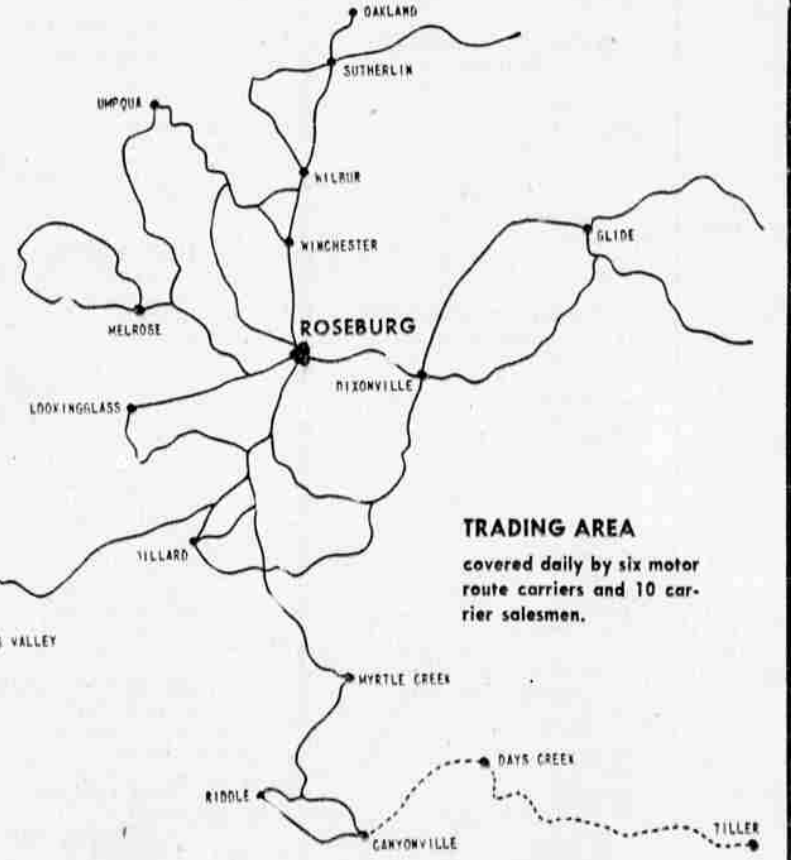 OAKLAND
SUTHERLIN
UMPQUA
WILBUR
WINCHESTER
GLIDE
MELROSE
ROSEBURG
DIXONVILLE
LOOKINGGLASS
TRADING AREA
covered daily by six motor
route carriers and 10 car-
rier salesmen.
DILLARD
VALLEY
MYRTLE CREEK
DAYS CREEK
RIDDLE
TILLER
CANYONVILLE